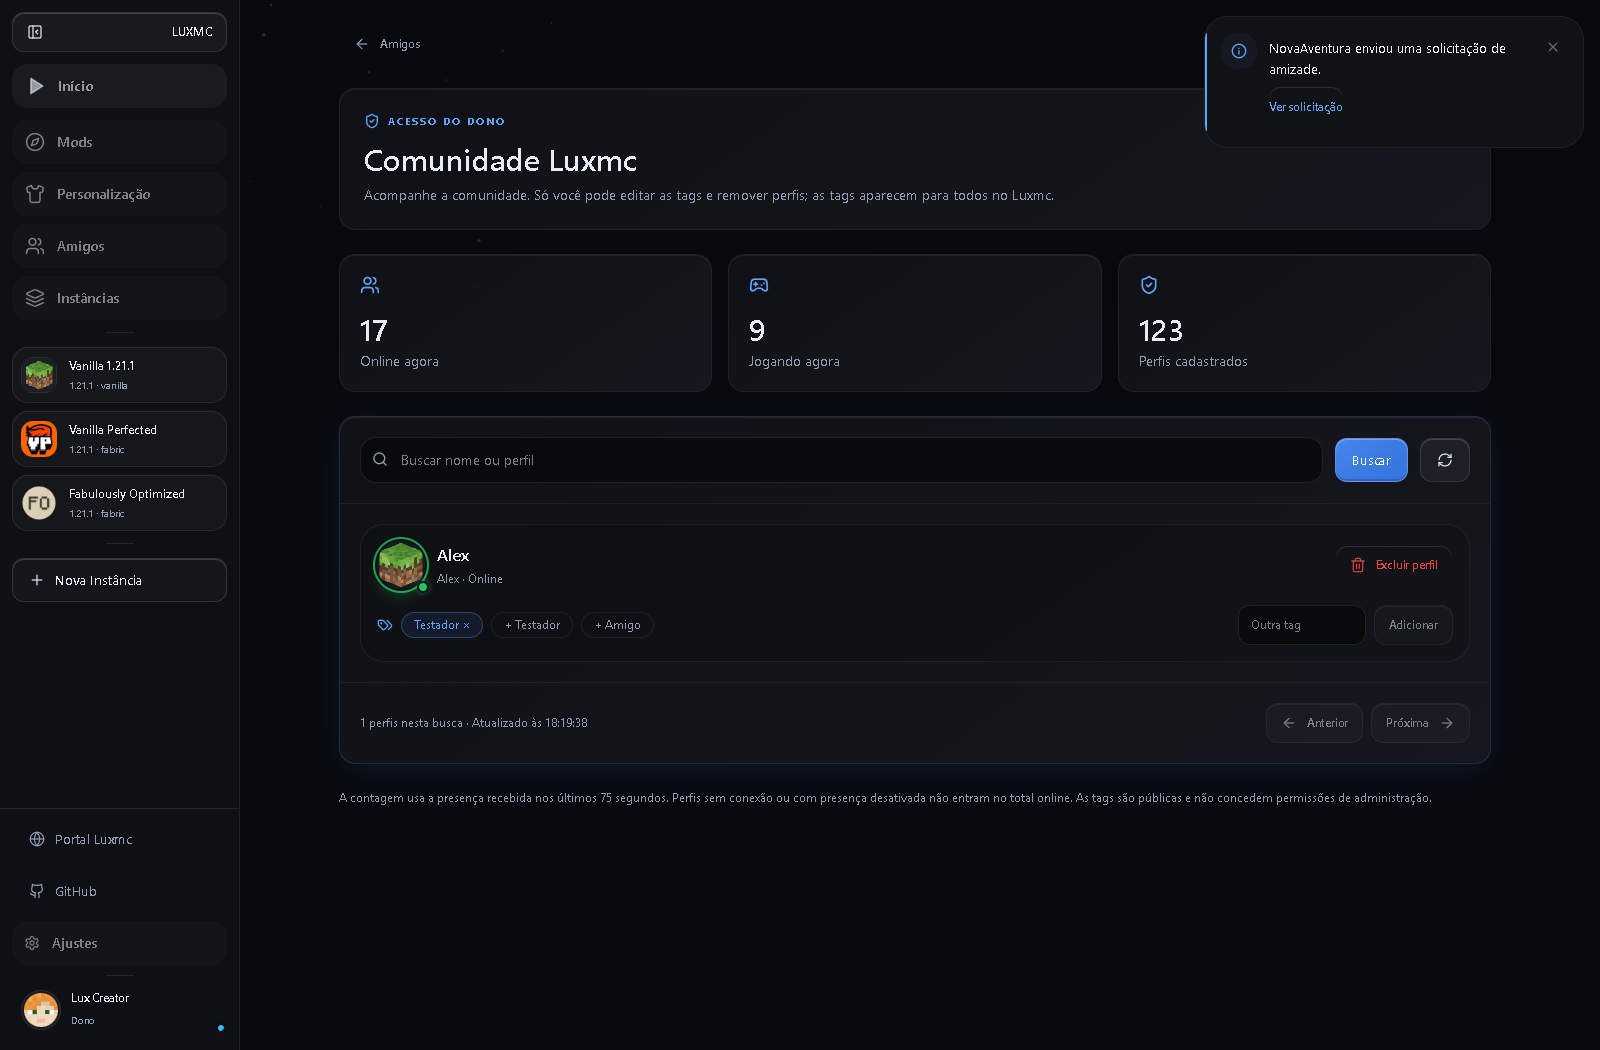 LUXMC
Início
Mods
Personalização
Amigos
Instâncias
Vanilla 1.21.1
1.21.1 · vanilla
VP
Vanilla Perfected
1.21.1 · fabric
FO
Fabulously Optimized
1.21.1 · fabric
Nova Instância
Portal Luxmc
GitHub
Ajustes
Lux Creator
Dono
Amigos
ACESSO DO DONO
Comunidade Luxmc
Acompanhe a comunidade. Só você pode editar as tags e remover perfis; as tags aparecem para todos no Luxmc.
NovaAventura enviou uma solicitação de
amizade.
Ver solicitação
17
Online agora
9
Jogando agora
123
Perfis cadastrados
Buscar nome ou perfil
Buscar
Alex
Alex · Online
Excluir perfil
Testador ×
+ Testador
+ Amigo
Outra tag
Adicionar
1 perfis nesta busca · Atualizado às 18:19:38
Anterior
Próxima
A contagem usa a presença recebida nos últimos 75 segundos. Perfis sem conexão ou com presença desativada não entram no total online. As tags são públicas e não concedem permissões de administração.